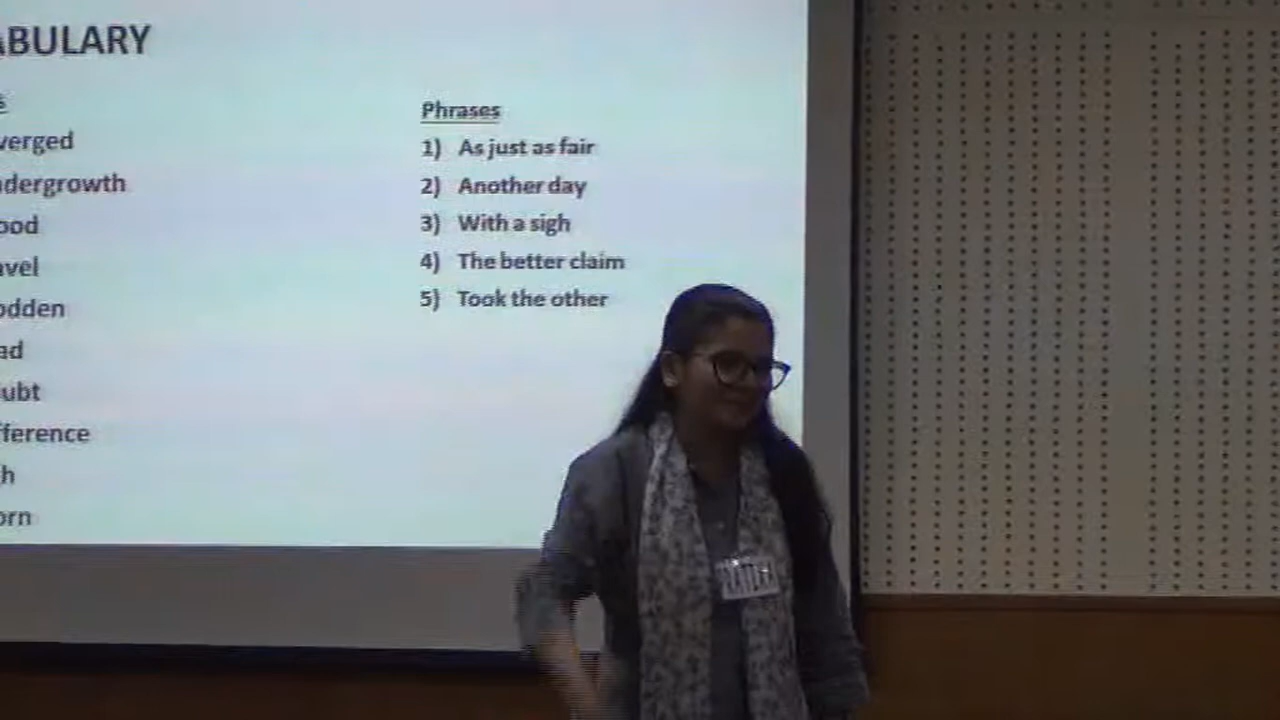 ABULARY
s
verged
ndergrowth
ood
avel
odden
ad
ubt
fference
h
orn
Phrases
1) As just as fair
2) Another day
3) With a sigh
4) The better claim
5) Took the other